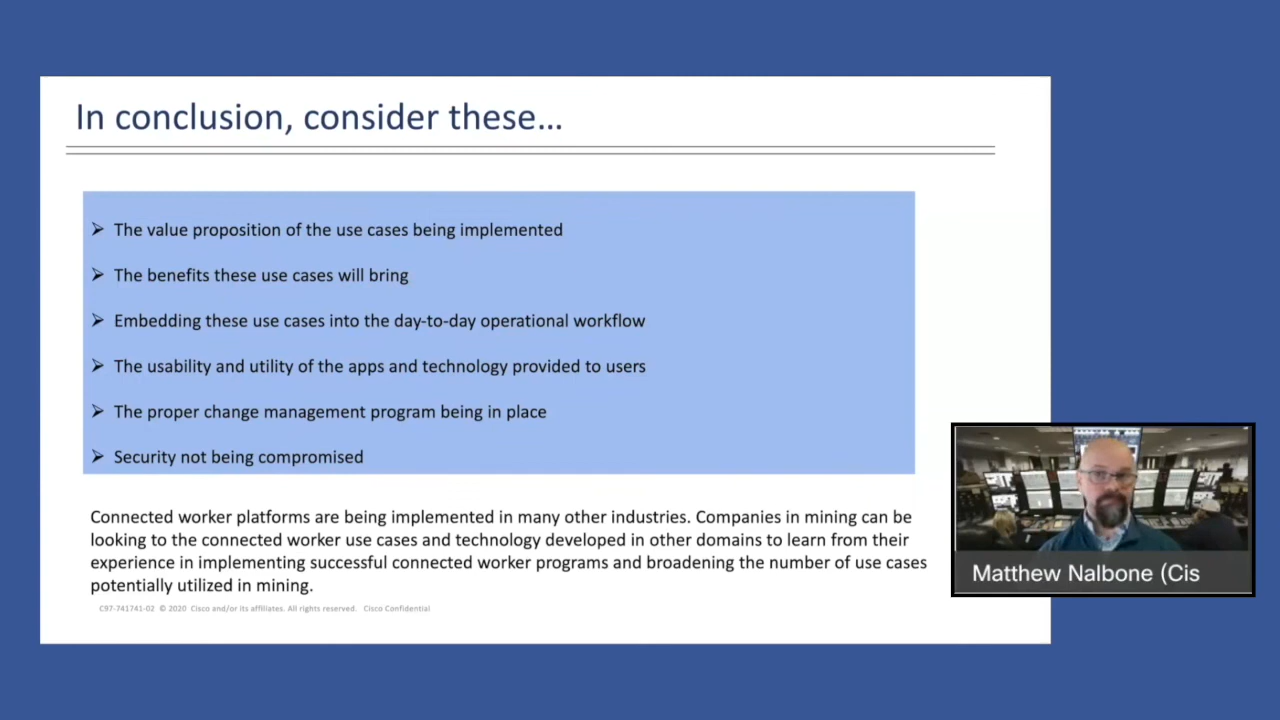 In conclusion, consider these...
➢ The value proposition of the use cases being implemented
➢ The benefits these use cases will bring
➢ Embedding these use cases into the day-to-day operational workflow
➢ The usability and utility of the apps and technology provided to users
➢ The proper change management program being in place
➢ Security not being compromised
Connected worker platforms are being implemented in many other industries. Companies in mining can be
looking to the connected worker use cases and technology developed in other domains to learn from their
experience in implementing successful connected worker programs and broadening the number of use cases
potentially utilized in mining.
C97-741741-02 © 2020 Cisco and/or its affiliates. All rights reserved. Cisco Confidential
Matthew Nalbone (Cis